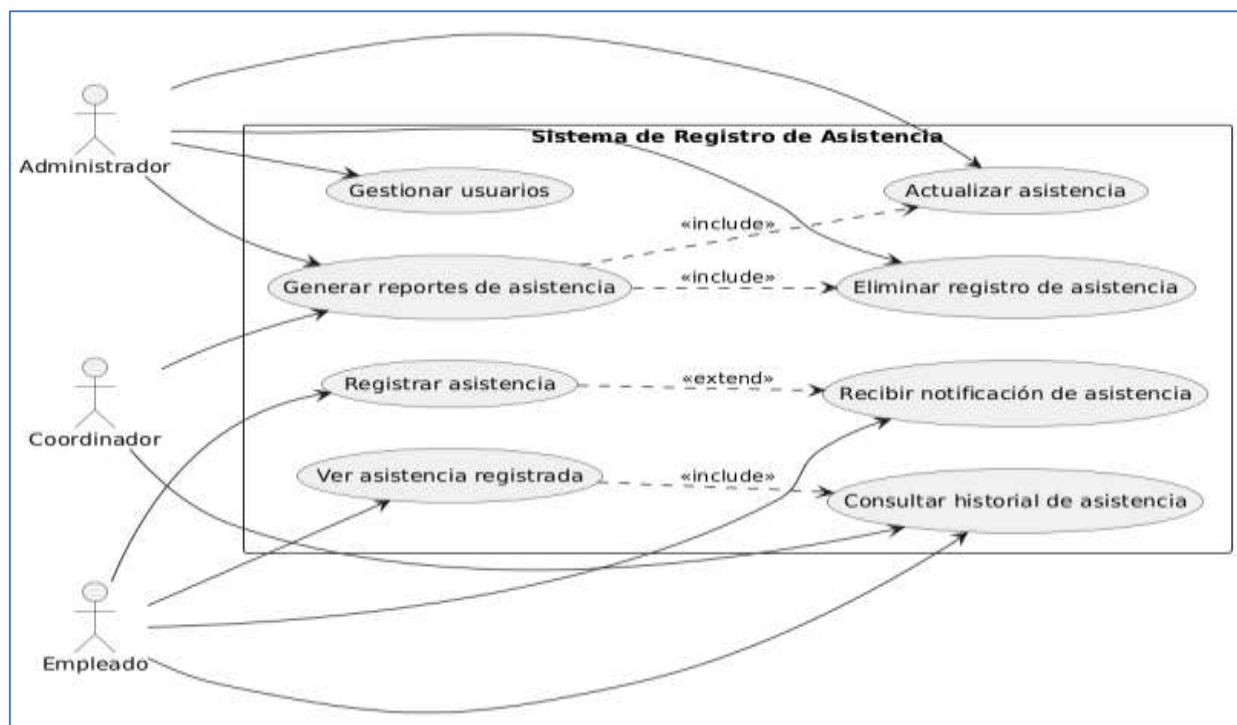 Sistema de Registro de Asistencia
Administrador
Gestionar usuarios
Actualizar asistencia
«include»
Generar reportes de asistencia
«include»
Eliminar registro de asistencia
Coordinador
Registrar asistencia
«extend»
Recibir notificación de asistencia
Ver asistencia registrada
«include»
Consultar historial de asistencia
Empleado